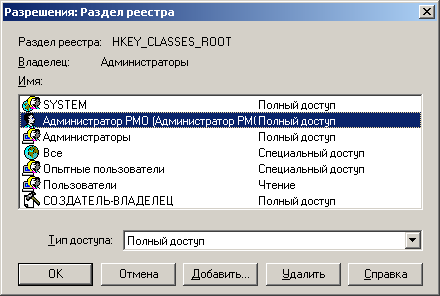 Разрешения: Раздел реестра
Раздел реестра: HKEY_CLASSES_ROOT
Владелец: Администраторы
Имя:
SYSTEM Полный доступ
Администратор РМО (Администратор РМО Полный доступ
Администраторы Полный доступ
Все Специальный доступ
Опытные пользователи Специальный доступ
Пользователи Чтение
СОЗДАТЕЛЬ-ВЛАДЕЛЕЦ Полный доступ
Тип доступа: Полный доступ
OK Отмена Добавить... Удалить Справка